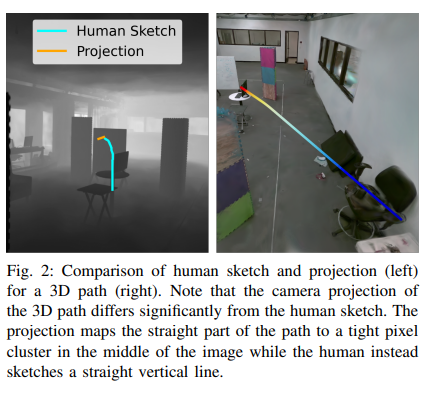 Human Sketch
Projection
Fig. 2: Comparison of human sketch and projection (left)
for a 3D path (right). Note that the camera projection of
the 3D path differs significantly from the human sketch. The
projection maps the straight part of the path to a tight pixel
cluster in the middle of the image while the human instead
sketches a straight vertical line.